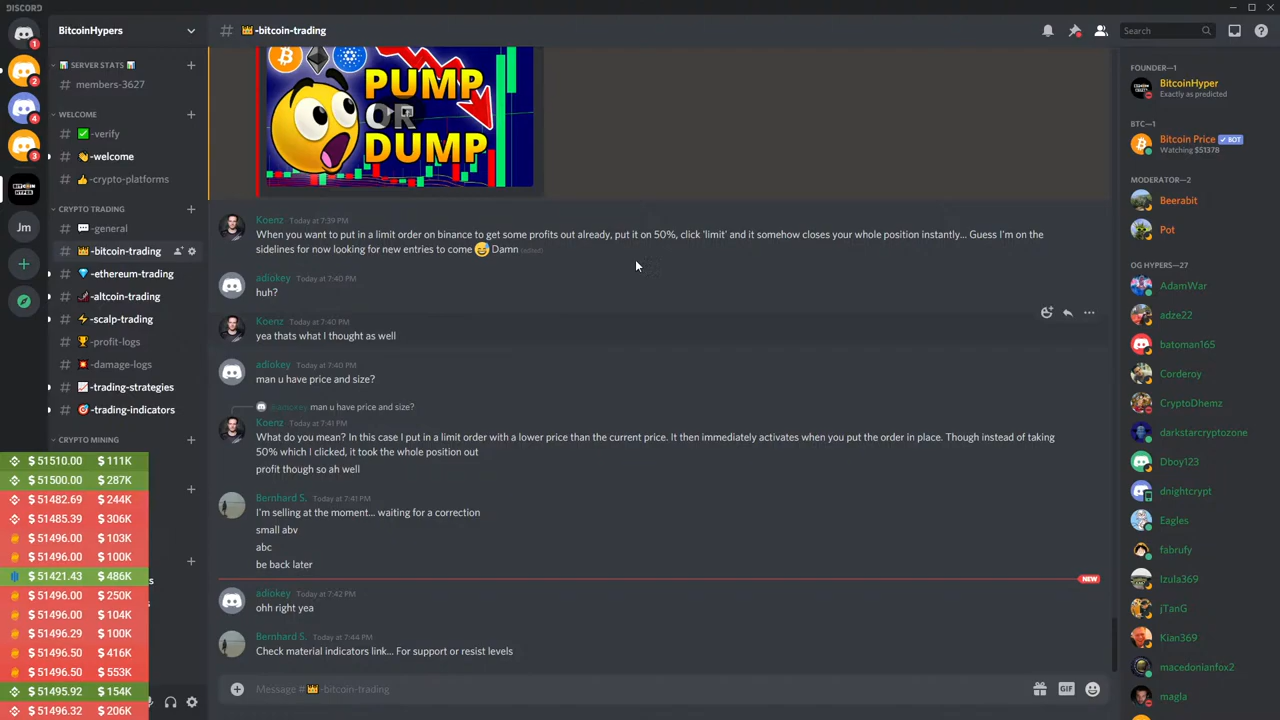 DISCORD
BitcoinHypers
SERVER STATS
members-3627
WELCOME
-verify
-welcome
-crypto-platforms
CRYPTO TRADING
-general
-bitcoin-trading
-ethereum-trading
-altcoin-trading
-scalp-trading
-profit-logs
-damage-logs
-trading-strategies
-trading-indicators
CRYPTO MINING
1
2
4
3
BITCOIN HYPER
Jm
$ 51510.00 $ 111K
$ 51500.00 $ 287K
$ 51482.69 $ 244K
$ 51485.39 $ 306K
$ 51496.00 $ 103K
$ 51496.00 $ 100K
$ 51421.43 $ 486K
$ 51496.00 $ 250K
$ 51496.00 $ 104K
$ 51496.29 $ 100K
$ 51496.50 $ 416K
$ 51496.50 $ 553K
$ 51495.92 $ 154K
$ 51496.32 $ 206K
# -bitcoin-trading
Search
PUMP
OR
DUMP
Koenz Today at 7:39 PM
When you want to put in a limit order on binance to get some profits out already, put it on 50%, click 'limit' and it somehow closes your whole position instantly... Guess I'm on the
sidelines for now looking for new entries to come 😅 Damn (edited)
adiokey Today at 7:40 PM
huh?
Koenz Today at 7:40 PM
yea thats what I thought as well
adiokey Today at 7:40 PM
man u have price and size?
man u have price and size?
Koenz Today at 7:41 PM
What do you mean? In this case I put in a limit order with a lower price than the current price. It then immediately activates when you put the order in place. Though instead of taking
50% which I clicked, it took the whole position out
profit though so ah well
Bernhard S. Today at 7:41 PM
I'm selling at the moment... waiting for a correction
small abv
abc
be back later
NEW
adiokey Today at 7:42 PM
ohh right yea
Bernhard S. Today at 7:44 PM
Check material indicators link... For support or resist levels
Message #👑-bitcoin-trading
GIF
FOUNDER—1
BitcoinHyper
Exactly as predicted
BTC—1
Bitcoin Price ✓ BOT
Watching $51378
MODERATOR—2
Beerabit
Pot
OG HYPERS—27
AdamWar
adze22
batoman165
Corderoy
CryptoDhemz
darkstarcryptozone
Dboy123
dnightcrypt
Eagles
fabrufy
Izula369
jTanG
Kian369
macedonianfox2
magla